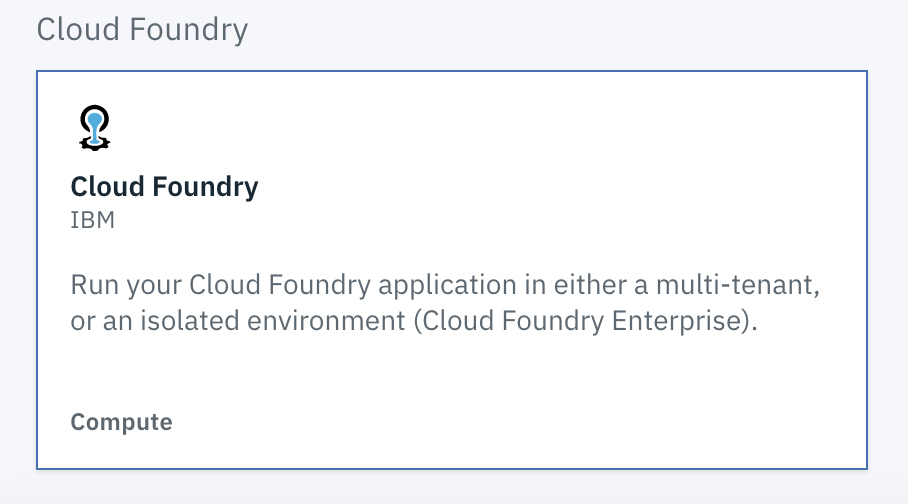 Cloud Foundry
Cloud Foundry
IBM
Run your Cloud Foundry application in either a multi-tenant,
or an isolated environment (Cloud Foundry Enterprise).
Compute